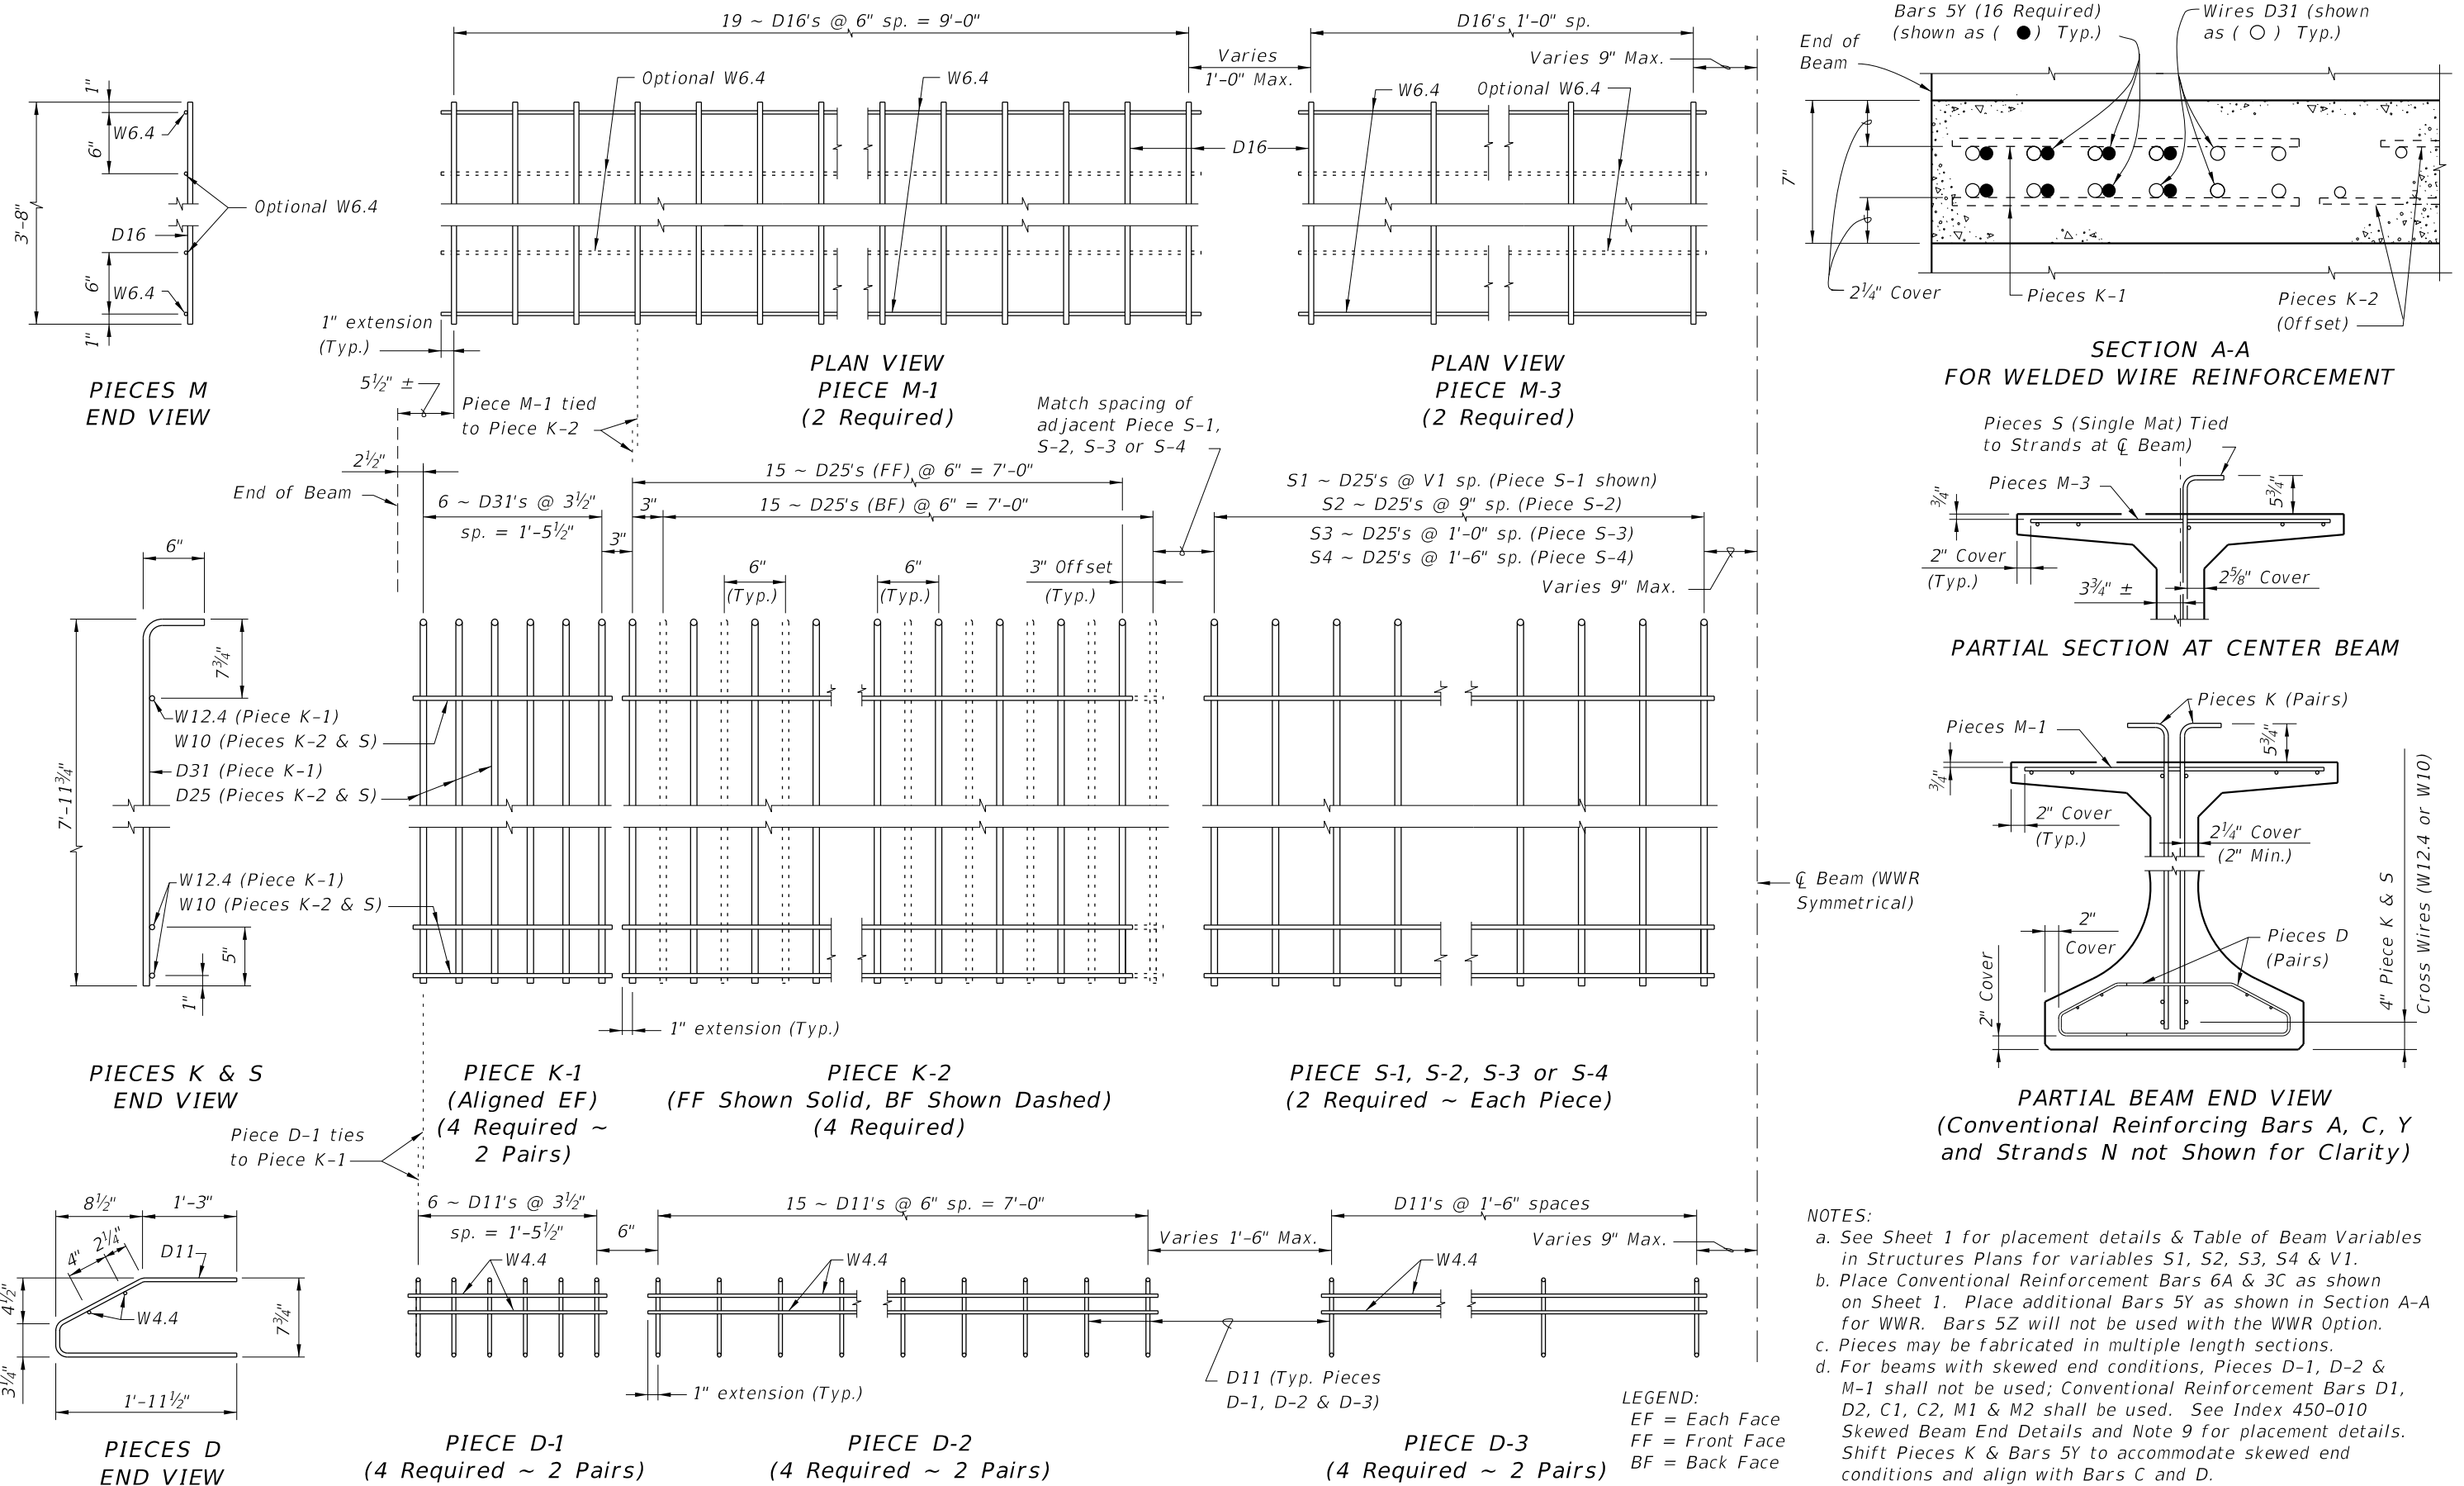 19 ~ D16's @ 6" sp. = 9'-0"
Varies
1'-0" Max.
D16's 1'-0" sp.
Varies 9" Max.
1"
W6.4
6"
3'-8"
Optional W6.4
D16
6"
W6.4
1"
PIECES M
END VIEW
Optional W6.4
W6.4
D16
1" extension
(Typ.)
PLAN VIEW
PIECE M-1
(2 Required)
W6.4
Optional W6.4
PLAN VIEW
PIECE M-3
(2 Required)
Bars 5Y (16 Required)
(shown as ( ● ) Typ.)
Wires D31 (shown
as ( ○ ) Typ.)
End of
Beam
7"
2¼" Cover
Pieces K-1
Pieces K-2
(Offset)
SECTION A-A
FOR WELDED WIRE REINFORCEMENT
5½" ±
Piece M-1 tied
to Piece K-2
Match spacing of
adjacent Piece S-1,
S-2, S-3 or S-4
2½"
End of Beam
6 ~ D31's @ 3½"
sp. = 1'-5½"
3"
15 ~ D25's (FF) @ 6" = 7'-0"
3"
15 ~ D25's (BF) @ 6" = 7'-0"
6"
(Typ.)
6"
(Typ.)
3" Offset
(Typ.)
S1 ~ D25's @ V1 sp. (Piece S-1 shown)
S2 ~ D25's @ 9" sp. (Piece S-2)
S3 ~ D25's @ 1'-0" sp. (Piece S-3)
S4 ~ D25's @ 1'-6" sp. (Piece S-4)
Varies 9" Max.
6"
7¾"
7'-11¾"
W12.4 (Piece K-1)
W10 (Pieces K-2 & S)
D31 (Piece K-1)
D25 (Pieces K-2 & S)
W12.4 (Piece K-1)
W10 (Pieces K-2 & S)
5"
1"
PIECES K & S
END VIEW
1" extension (Typ.)
PIECE K-1
(Aligned EF)
(4 Required ~
2 Pairs)
PIECE K-2
(FF Shown Solid, BF Shown Dashed)
(4 Required)
PIECE S-1, S-2, S-3 or S-4
(2 Required ~ Each Piece)
℄ Beam (WWR
Symmetrical)
Pieces S (Single Mat) Tied
to Strands at ℄ Beam)
Pieces M-3
¾"
5¾"
2" Cover
(Typ.)
3¾" ±
2⅝" Cover
PARTIAL SECTION AT CENTER BEAM
Pieces K (Pairs)
Pieces M-1
¾"
5¾"
2" Cover
(Typ.)
2¼" Cover
(2" Min.)
2"
Cover
Pieces D
(Pairs)
2" Cover
4" Piece K & S
Cross Wires (W12.4 or W10)
PARTIAL BEAM END VIEW
(Conventional Reinforcing Bars A, C, Y
and Strands N not Shown for Clarity)
Piece D-1 ties
to Piece K-1
8½"
1'-3"
4"
2¼"
D11
4½"
3¼"
W4.4
7¾"
1'-11½"
PIECES D
END VIEW
6 ~ D11's @ 3½"
sp. = 1'-5½"
W4.4
6"
15 ~ D11's @ 6" sp. = 7'-0"
W4.4
Varies 1'-6" Max.
D11's @ 1'-6" spaces
Varies 9" Max.
W4.4
1" extension (Typ.)
D11 (Typ. Pieces
D-1, D-2 & D-3)
PIECE D-1
(4 Required ~ 2 Pairs)
PIECE D-2
(4 Required ~ 2 Pairs)
PIECE D-3
(4 Required ~ 2 Pairs)
LEGEND:
EF = Each Face
FF = Front Face
BF = Back Face
NOTES:
a. See Sheet 1 for placement details & Table of Beam Variables
in Structures Plans for variables S1, S2, S3, S4 & V1.
b. Place Conventional Reinforcement Bars 6A & 3C as shown
on Sheet 1. Place additional Bars 5Y as shown in Section A-A
for WWR. Bars 5Z will not be used with the WWR Option.
c. Pieces may be fabricated in multiple length sections.
d. For beams with skewed end conditions, Pieces D-1, D-2 &
M-1 shall not be used; Conventional Reinforcement Bars D1,
D2, C1, C2, M1 & M2 shall be used. See Index 450-010
Skewed Beam End Details and Note 9 for placement details.
Shift Pieces K & Bars 5Y to accommodate skewed end
conditions and align with Bars C and D.